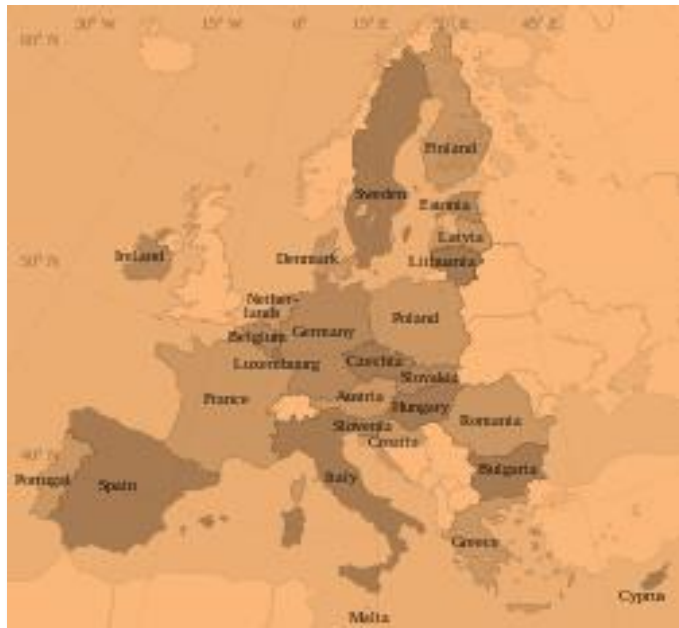 30° W 15° W 0° 15° E 30° E 45° E
60° N
Finland
Sweden
Estonia
Latvia
Ireland
Denmark
Lithuania
50° N
Nether-
lands
Poland
Germany
Belgium
Czechia
Luxembourg
Slovakia
Austria
France
Hungary
Romania
Slovenia
Croatia
40° N
Bulgaria
Italy
Portugal
Spain
Greece
Cyprus
Malta